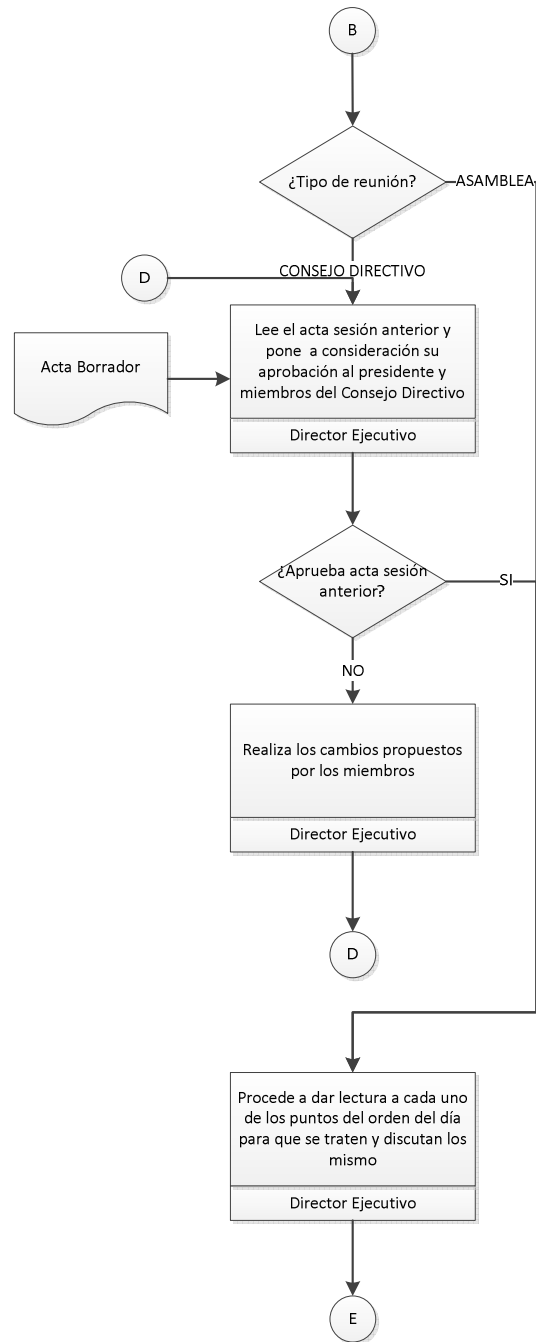 B
¿Tipo de reunión?
ASAMBLEA
CONSEJO DIRECTIVO
D
Lee el acta sesión anterior y
pone a consideración su
aprobación al presidente y
miembros del Consejo Directivo
Director Ejecutivo
Acta Borrador
¿Aprueba acta sesión
anterior?
SI
NO
Realiza los cambios propuestos
por los miembros
Director Ejecutivo
D
Procede a dar lectura a cada uno
de los puntos del orden del día
para que se traten y discutan los
mismo
Director Ejecutivo
E